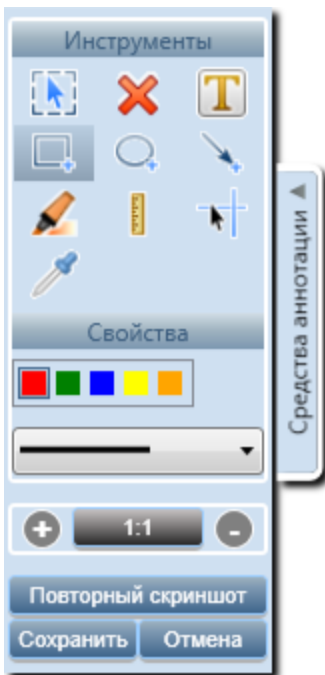 Инструменты
T
Свойства
Средства аннотации ▲
+ 1:1 -
Повторный скриншот
Сохранить Отмена